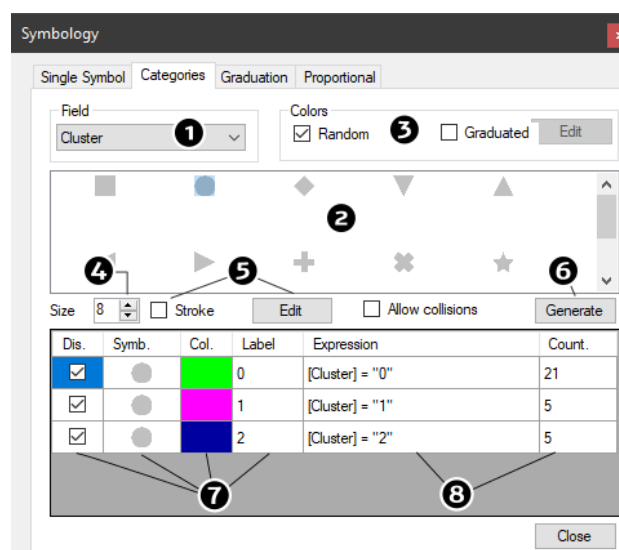 Symbology
Single Symbol Categories Graduation Proportional
Field
Colors
Cluster
1
Random
3
Graduated
Edit
2
4
5
6
Size 8 Stroke Edit Allow collisions Generate
Dis. Symb. Col. Label Expression Count.
0 [Cluster] = "0" 21
1 [Cluster] = "1" 5
2 [Cluster] = "2" 5
7
8
Close